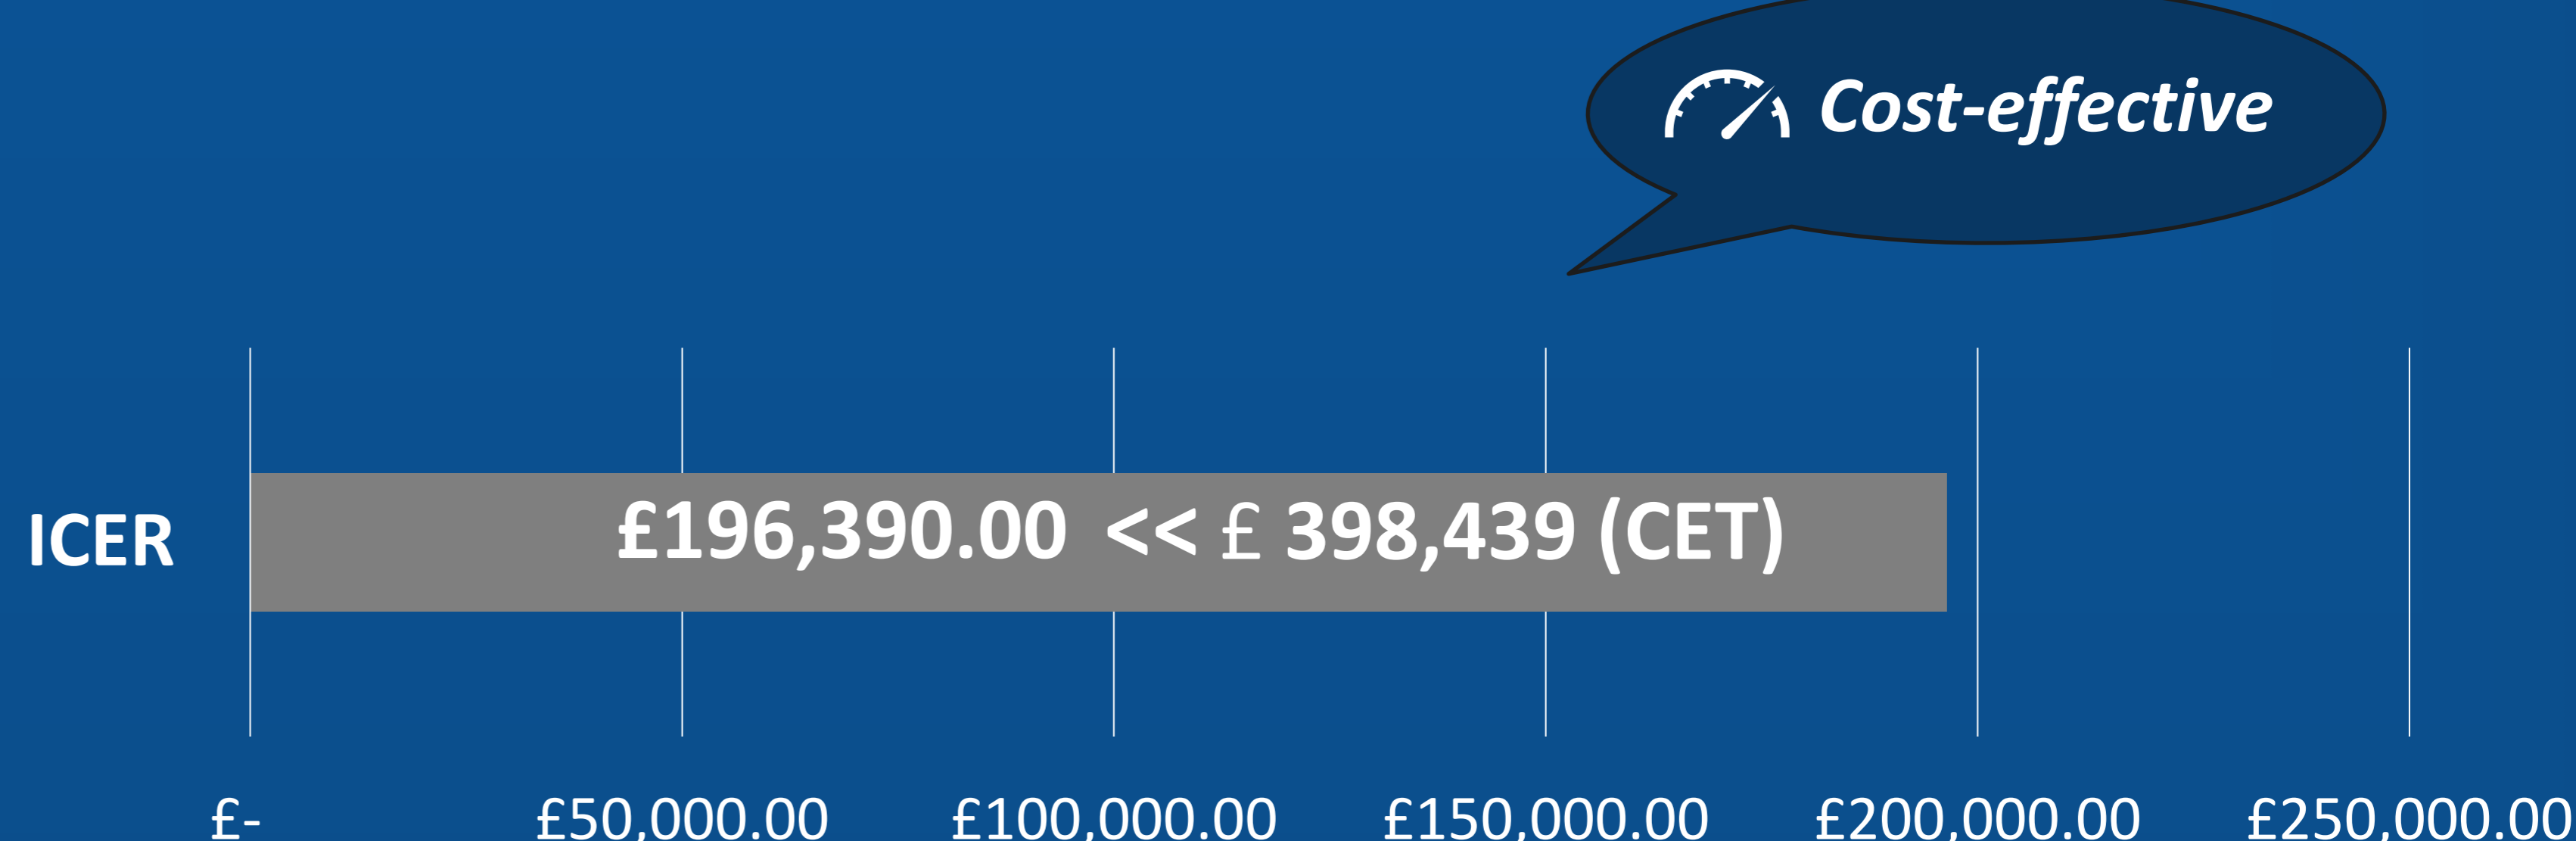 Cost-effective
ICER
£196,390.00 << £ 398,439 (CET)
£-
£50,000.00
£100,000.00
£150,000.00
£200,000.00
£250,000.00